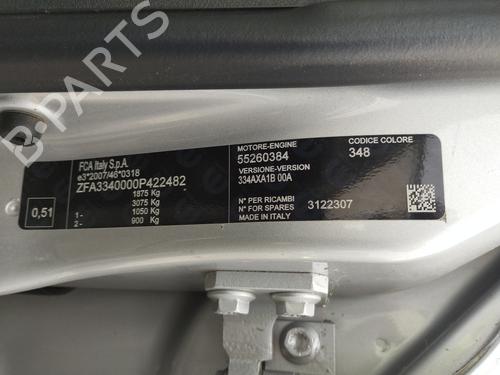 B-PARTS
FCA Italy S.p.A.
e3*2007/46*0318
ZFA3340000P422482
1875 Kg
3075 Kg
1- 1050 Kg
2- 900 Kg
0,51
MOTORE-ENGINE
55260384
VERSIONE-VERSION
334AXA1B 00A
N° PER RICAMBI
N° FOR SPARES 3122307
MADE IN ITALY
CODICE COLORE
348